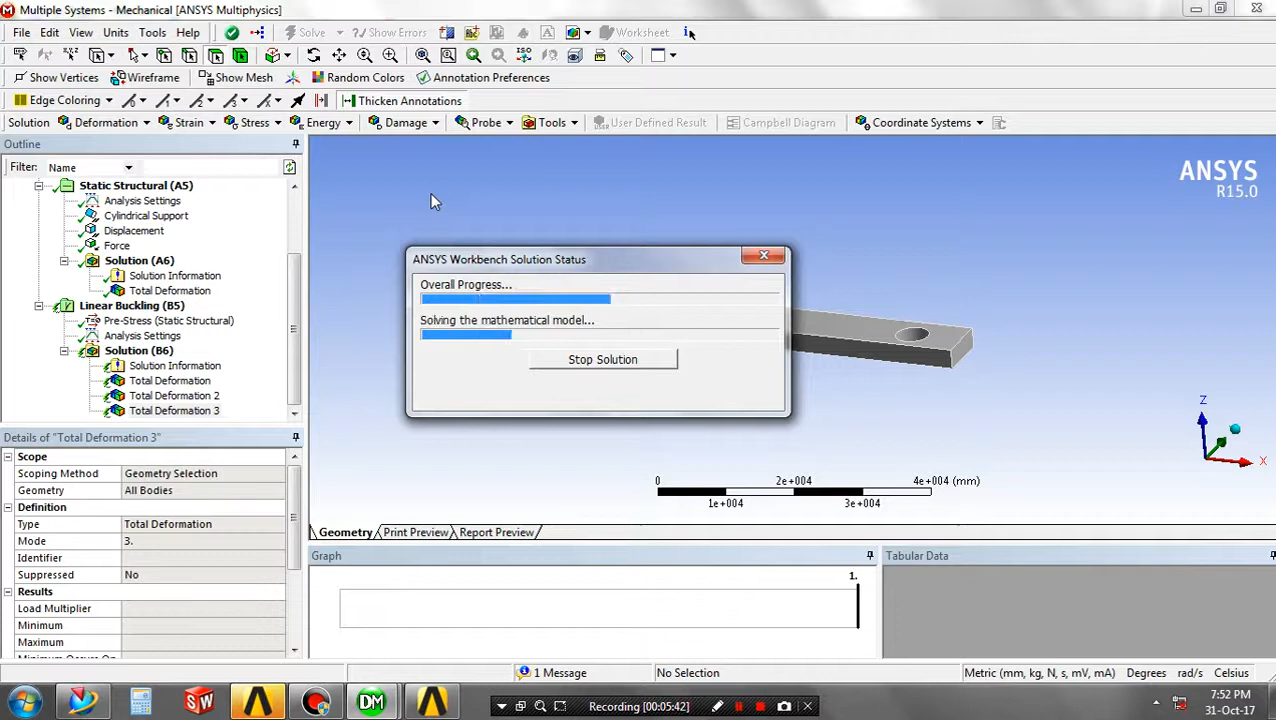 Multiple Systems - Mechanical [ANSYS Multiphysics]
File Edit View Units Tools Help Solve Show Errors Worksheet
Show Vertices Wireframe Show Mesh Random Colors Annotation Preferences
Edge Coloring Thicken Annotations
Solution Deformation Strain Stress Energy Damage Probe Tools User Defined Result Campbell Diagram Coordinate Systems
Outline
Filter: Name
Static Structural (A5)
Analysis Settings
Cylindrical Support
Displacement
Force
Solution (A6)
Solution Information
Total Deformation
Linear Buckling (B5)
Pre-Stress (Static Structural)
Analysis Settings
Solution (B6)
Solution Information
Total Deformation
Total Deformation 2
Total Deformation 3
Details of "Total Deformation 3"
Scope
Scoping Method Geometry Selection
Geometry All Bodies
Definition
Type Total Deformation
Mode 3.
Identifier
Suppressed No
Results
Load Multiplier
Minimum
Maximum
Minimum Occurs On
ANSYS
R15.0
ANSYS Workbench Solution Status
Overall Progress...
Solving the mathematical model...
Stop Solution
Z
X
0 2e+004 4e+004 (mm)
1e+004 3e+004
Geometry Print Preview Report Preview
Graph
1.
Tabular Data
1 Message No Selection Metric (mm, kg, N, s, mV, mA) Degrees rad/s Celsius
SW DM Recording [00:05:42]
7:52 PM
31-Oct-17